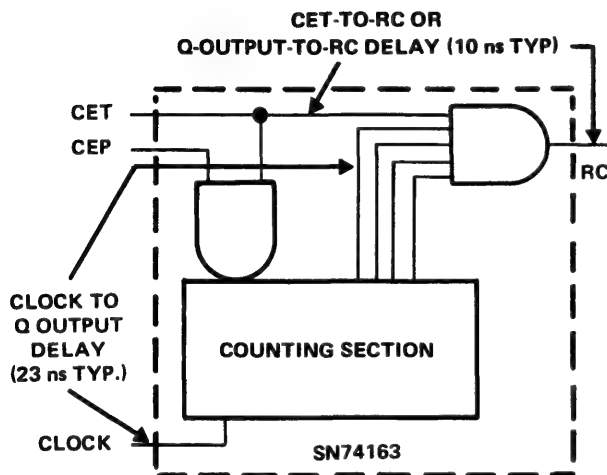 CET-TO-RC OR
Q-OUTPUT-TO-RC DELAY (10 ns TYP)
CET
CEP
RC
CLOCK TO
Q OUTPUT
DELAY
(23 ns TYP.)
COUNTING SECTION
CLOCK
SN74163